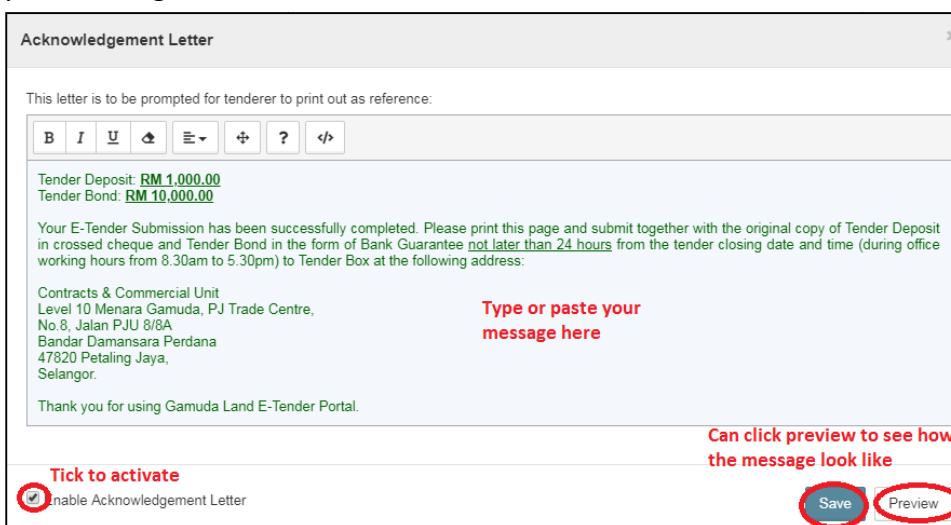 Acknowledgement Letter
This letter is to be prompted for tenderer to print out as reference:
B I U ?  </>
Tender Deposit: RM 1,000.00
Tender Bond: RM 10,000.00
Your E-Tender Submission has been successfully completed. Please print this page and submit together with the original copy of Tender Deposit
in crossed cheque and Tender Bond in the form of Bank Guarantee not later than 24 hours from the tender closing date and time (during office
working hours from 8.30am to 5.30pm) to Tender Box at the following address:
Contracts & Commercial Unit
Level 10 Menara Gamuda, PJ Trade Centre,
No.8, Jalan PJU 8/8A
Bandar Damansara Perdana
47820 Petaling Jaya,
Selangor.
Type or paste your
message here
Thank you for using Gamuda Land E-Tender Portal.
Can click preview to see how
the message look like
Tick to activate
Enable Acknowledgement Letter
Save Preview